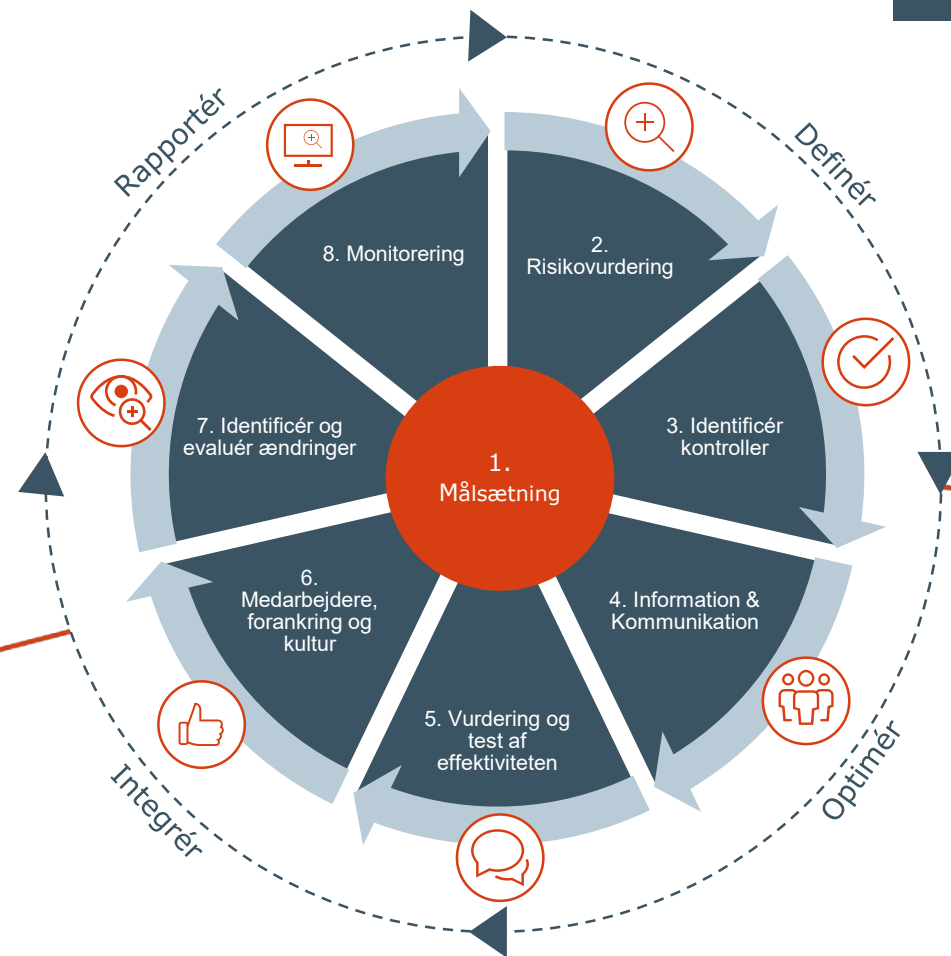 Rapportér
Definér
8. Monitorering
2.
Risikovurdering
7. Identificér og
evaluér ændringer
3. Identificér
kontroller
1.
Målsætning
6.
Medarbejdere,
forankring og
kultur
4. Information &
Kommunikation
5. Vurdering og
test af
effektiviteten
Integrér
Optimér